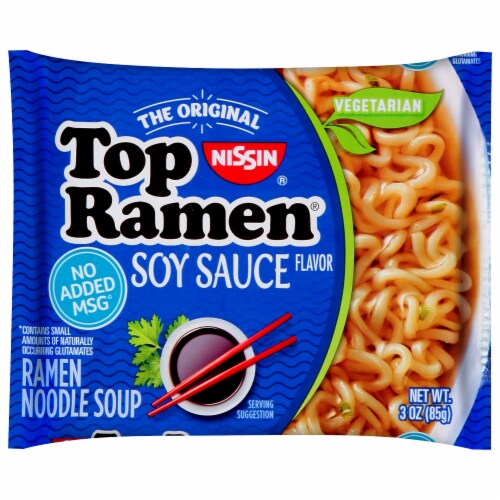 THE ORIGINAL
Top
NISSIN®
Ramen®
SOY SAUCE FLAVOR
VEGETARIAN
NO
ADDED
MSG*
*CONTAINS SMALL
AMOUNTS OF NATURALLY
OCCURRING GLUTAMATES
RAMEN
NOODLE SOUP
SERVING
SUGGESTION
NET WT.
3 OZ (85g)